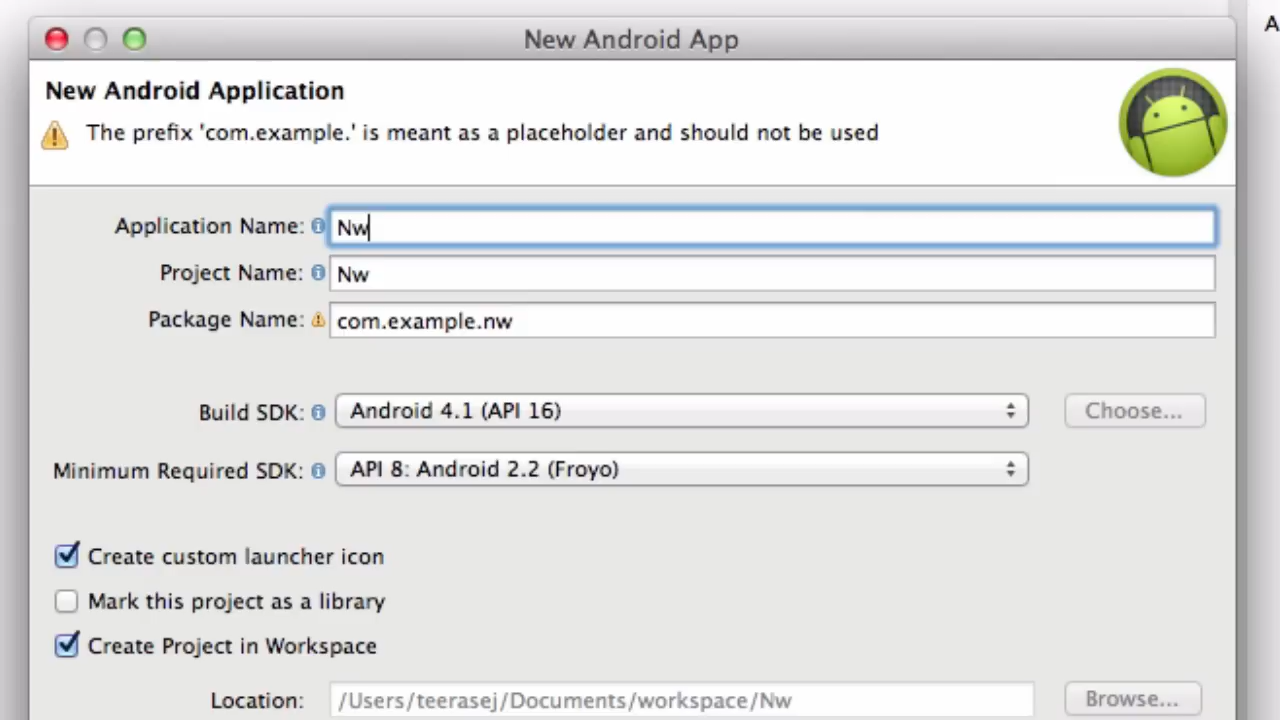 New Android App
A
New Android Application
The prefix 'com.example.' is meant as a placeholder and should not be used
Application Name: Nw
Project Name: Nw
Package Name: com.example.nw
Build SDK: Android 4.1 (API 16) Choose...
Minimum Required SDK: API 8: Android 2.2 (Froyo)
Create custom launcher icon
Mark this project as a library
Create Project in Workspace
Location: /Users/teerasej/Documents/workspace/Nw Browse...